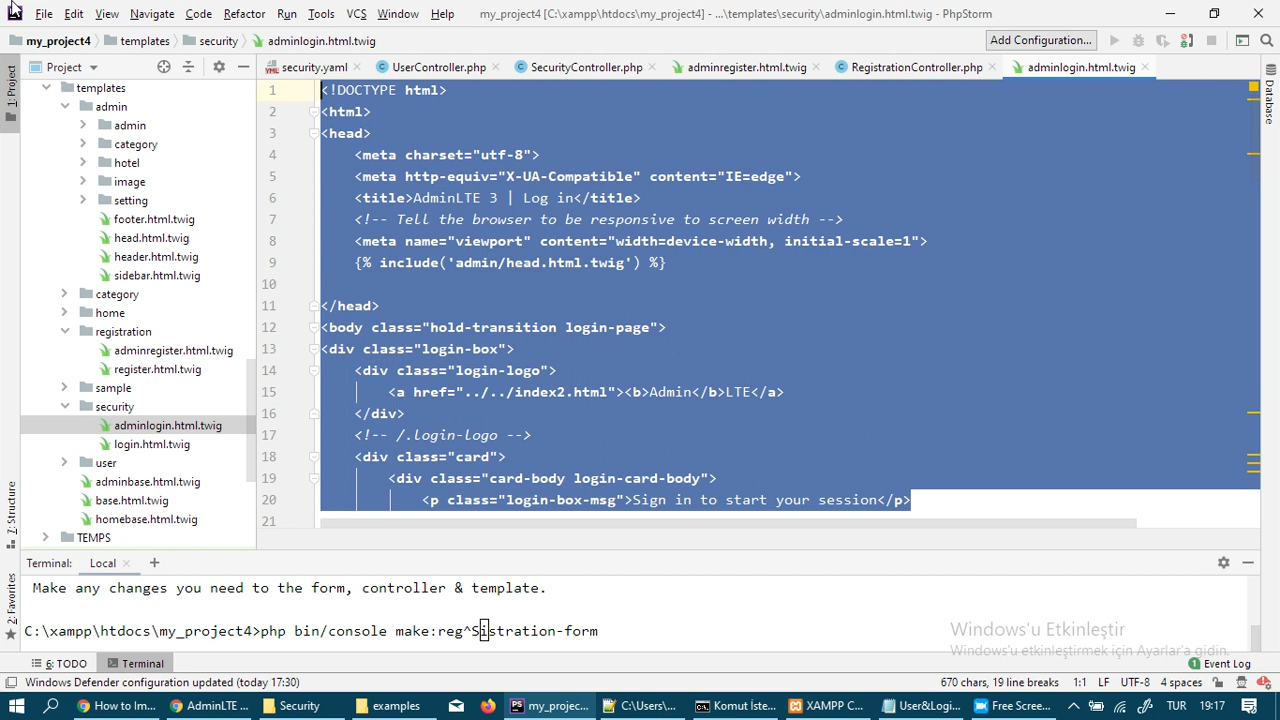 File Edit View Navigate Code Refactor Run Tools VCS Window Help my_project4 [C:\xampp\htdocs\my_project4] - ...\templates\security\adminlogin.html.twig - PhpStorm
my_project4 templates security adminlogin.html.twig Add Configuration...
1: Project
Project
security.yaml UserController.php SecurityController.php adminregister.html.twig RegistrationController.php adminlogin.html.twig
Database
templates
admin
admin
category
hotel
image
setting
footer.html.twig
head.html.twig
header.html.twig
sidebar.html.twig
category
home
registration
adminregister.html.twig
register.html.twig
sample
security
adminlogin.html.twig
login.html.twig
user
adminbase.html.twig
base.html.twig
homebase.html.twig
TEMPS
1 <!DOCTYPE html>
2 <html>
3 <head>
4 <meta charset="utf-8">
5 <meta http-equiv="X-UA-Compatible" content="IE=edge">
6 <title>AdminLTE 3 | Log in</title>
7 <!-- Tell the browser to be responsive to screen width -->
8 <meta name="viewport" content="width=device-width, initial-scale=1">
9 {% include('admin/head.html.twig') %}
10
11 </head>
12 <body class="hold-transition login-page">
13 <div class="login-box">
14 <div class="login-logo">
15 <a href="../../index2.html"><b>Admin</b>LTE</a>
16 </div>
17 <!-- /.login-logo -->
18 <div class="card">
19 <div class="card-body login-card-body">
20 <p class="login-box-msg">Sign in to start your session</p>
21
Z: Structure
2: Favorites
Terminal: Local
Make any changes you need to the form, controller & template.
C:\xampp\htdocs\my_project4>php bin/console make:reg^Sistration-form
Windows'u Etkinleştir
Windows'u etkinleştirmek için Ayarlar'a gidin.
6: TODO Terminal Event Log
Windows Defender configuration updated (today 17:30) 670 chars, 19 line breaks 1:1 LF UTF-8 4 spaces
How to Im... AdminLTE ... Security examples my_projec... C:\Users\... Komut İste... XAMPP C... User&Logi... Free Scree... TUR 19:17